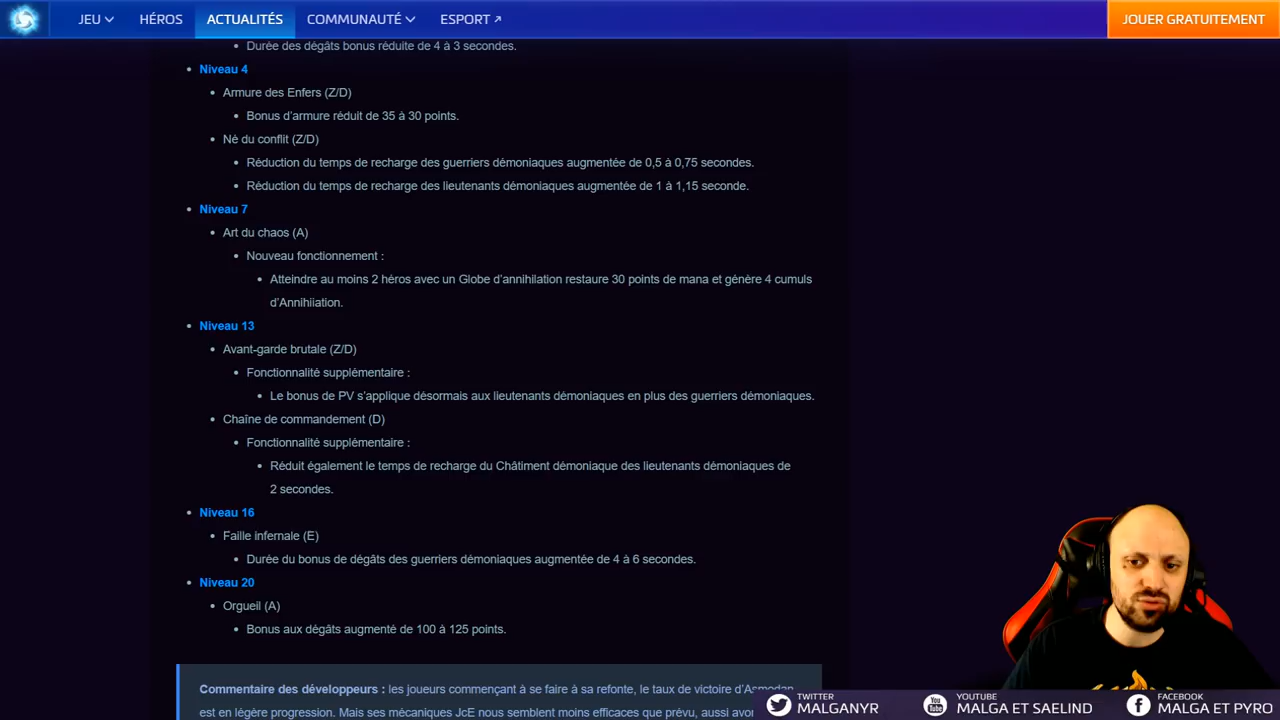 JEU HÉROS ACTUALITÉS COMMUNAUTÉ ESPORT JOUER GRATUITEMENT
Durée des dégâts bonus réduite de 4 à 3 secondes.
Niveau 4
Armure des Enfers (Z/D)
Bonus d’armure réduit de 35 à 30 points.
Né du conflit (Z/D)
Réduction du temps de recharge des guerriers démoniaques augmentée de 0,5 à 0,75 secondes.
Réduction du temps de recharge des lieutenants démoniaques augmentée de 1 à 1,15 seconde.
Niveau 7
Art du chaos (A)
Nouveau fonctionnement :
Atteindre au moins 2 héros avec un Globe d’annihilation restaure 30 points de mana et génère 4 cumuls
d’Annihiiation.
Niveau 13
Avant-garde brutale (Z/D)
Fonctionnalité supplémentaire :
Le bonus de PV s’applique désormais aux lieutenants démoniaques en plus des guerriers démoniaques.
Chaîne de commandement (D)
Fonctionnalité supplémentaire :
Réduit également le temps de recharge du Châtiment démoniaque des lieutenants démoniaques de
2 secondes.
Niveau 16
Faille infernale (E)
Durée du bonus de dégâts des guerriers démoniaques augmentée de 4 à 6 secondes.
Niveau 20
Orgueil (A)
Bonus aux dégâts augmenté de 100 à 125 points.
Commentaire des développeurs : les joueurs commençant à se faire à sa refonte, le taux de victoire d’Asmodan
est en légère progression. Mais ses mécaniques JcE nous semblent moins efficaces que prévu, aussi avo
TWITTER
MALGANYR
YOUTUBE
MALGA ET SAELIND
FACEBOOK
MALGA ET PYRO